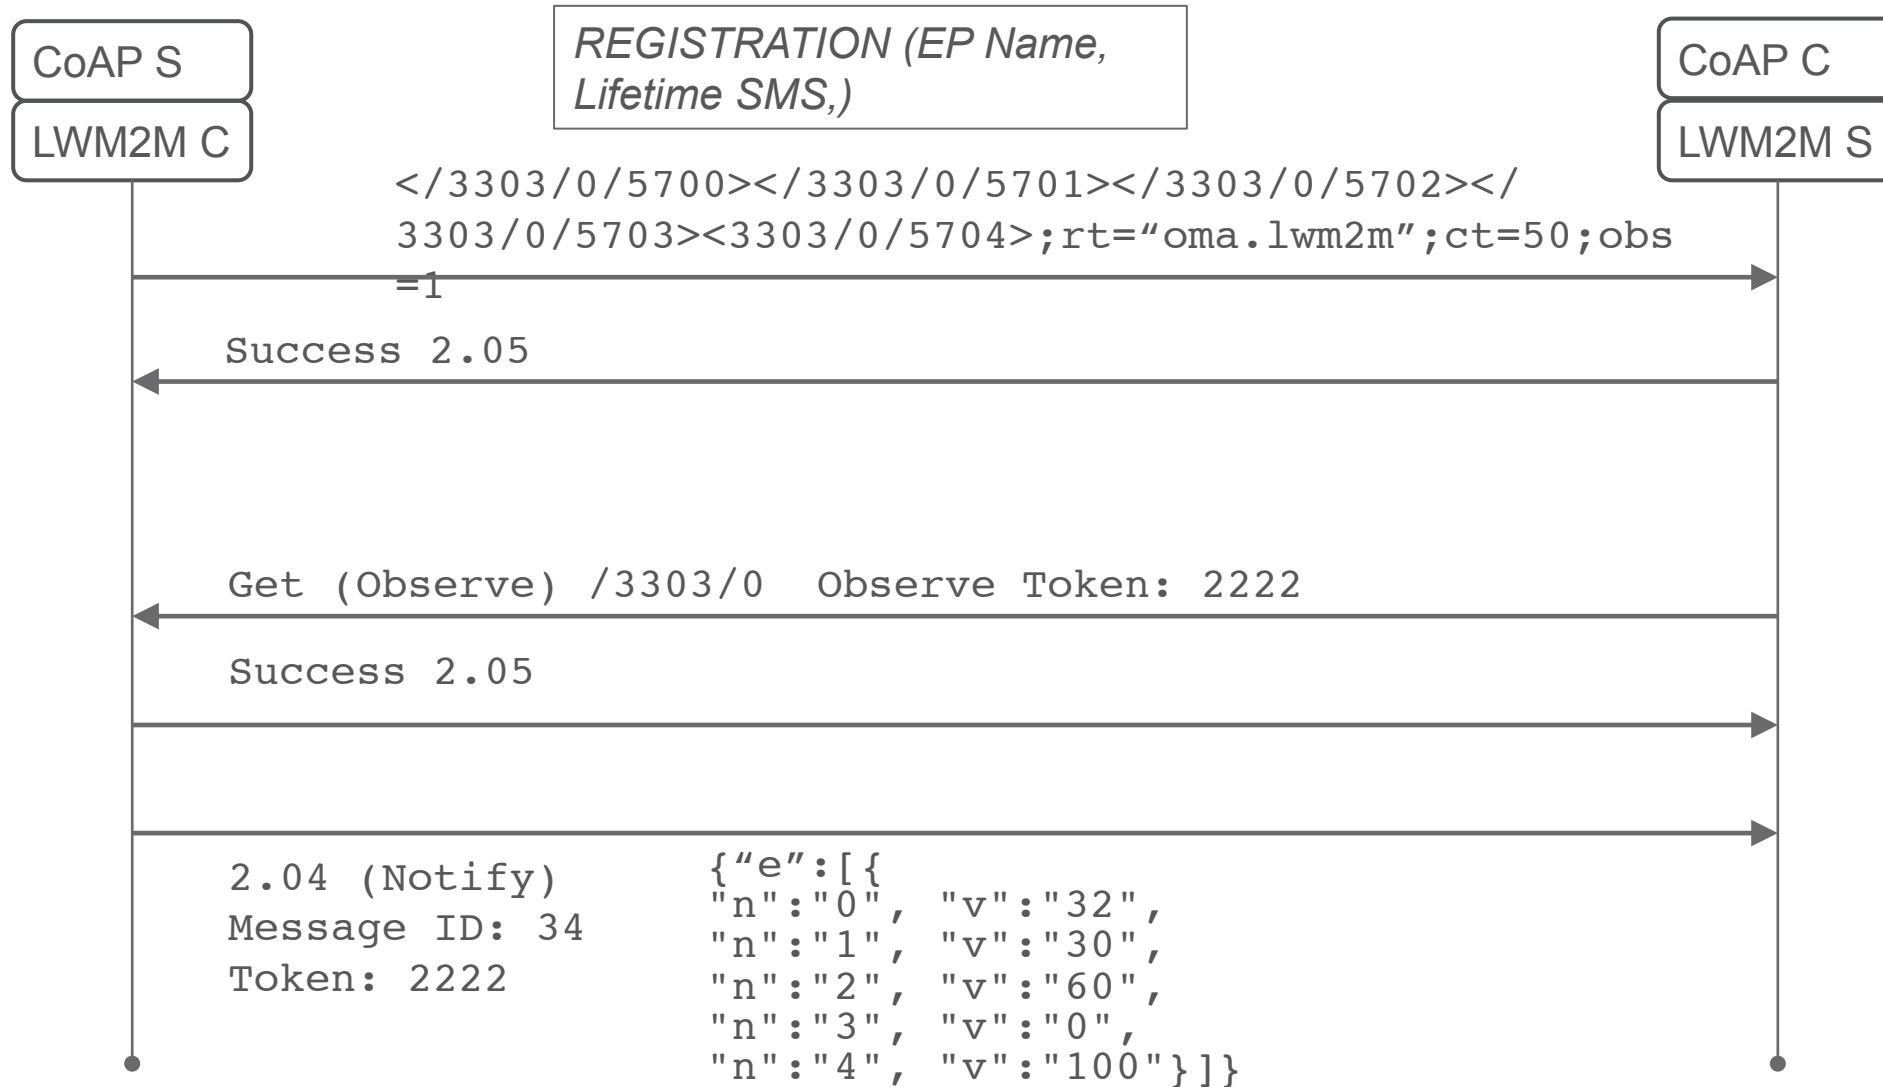 CoAP S
LWM2M C
REGISTRATION (EP Name,
Lifetime SMS,)
CoAP C
LWM2M S
</3303/0/5700></3303/0/5701></3303/0/5702></
3303/0/5703><3303/0/5704>;rt=“oma.lwm2m”;ct=50;obs
=1
Success 2.05
Get (Observe) /3303/0  Observe Token: 2222
Success 2.05
2.04 (Notify)
Message ID: 34
Token: 2222
{“e”:[{
"n":"0", "v":"32",
"n":"1", "v":"30",
"n":"2", "v":"60",
"n":"3", "v":"0",
"n":"4", "v":"100"}]}